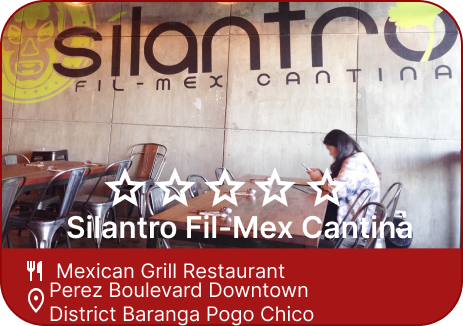 silantro
FIL-MEX CANTINA
Silantro Fil-Mex Cantina
Mexican Grill Restaurant
Perez Boulevard Downtown
District Baranga Pogo Chico